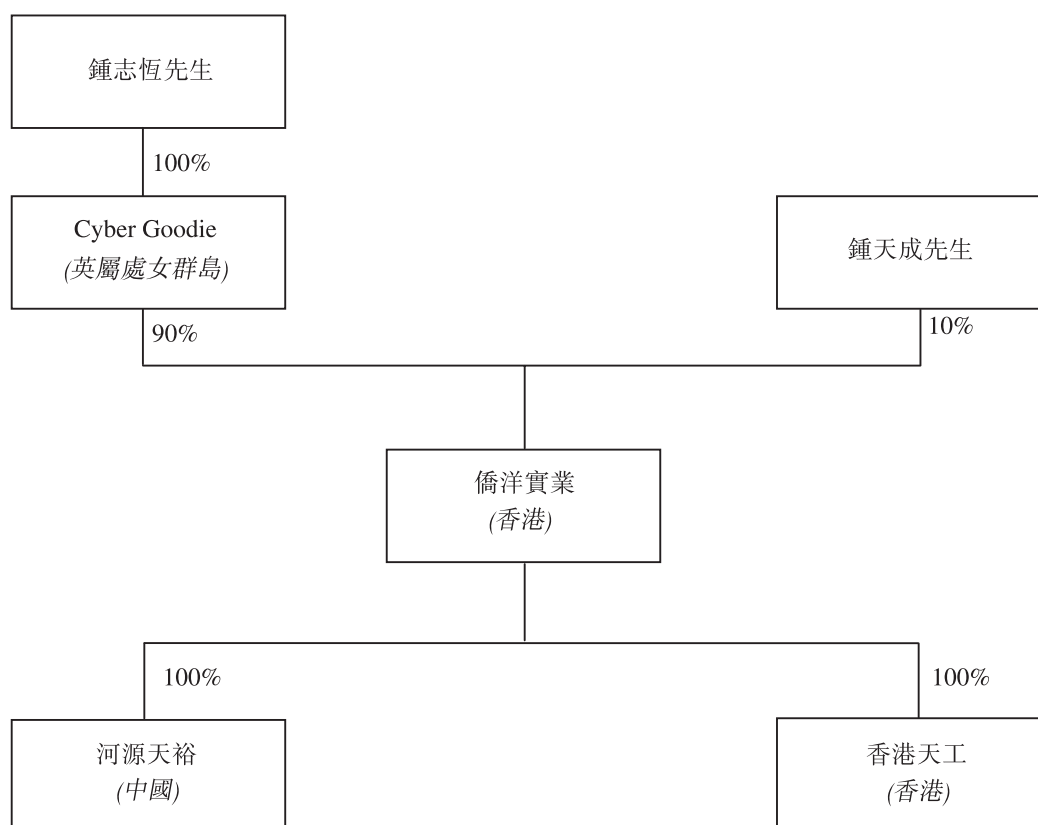 鍾志恆先生
100%
Cyber Goodie
(英屬處女群島)
鍾天成先生
90%
10%
僑洋實業
(香港)
100%
100%
河源天裕
(中國)
香港天工
(香港)